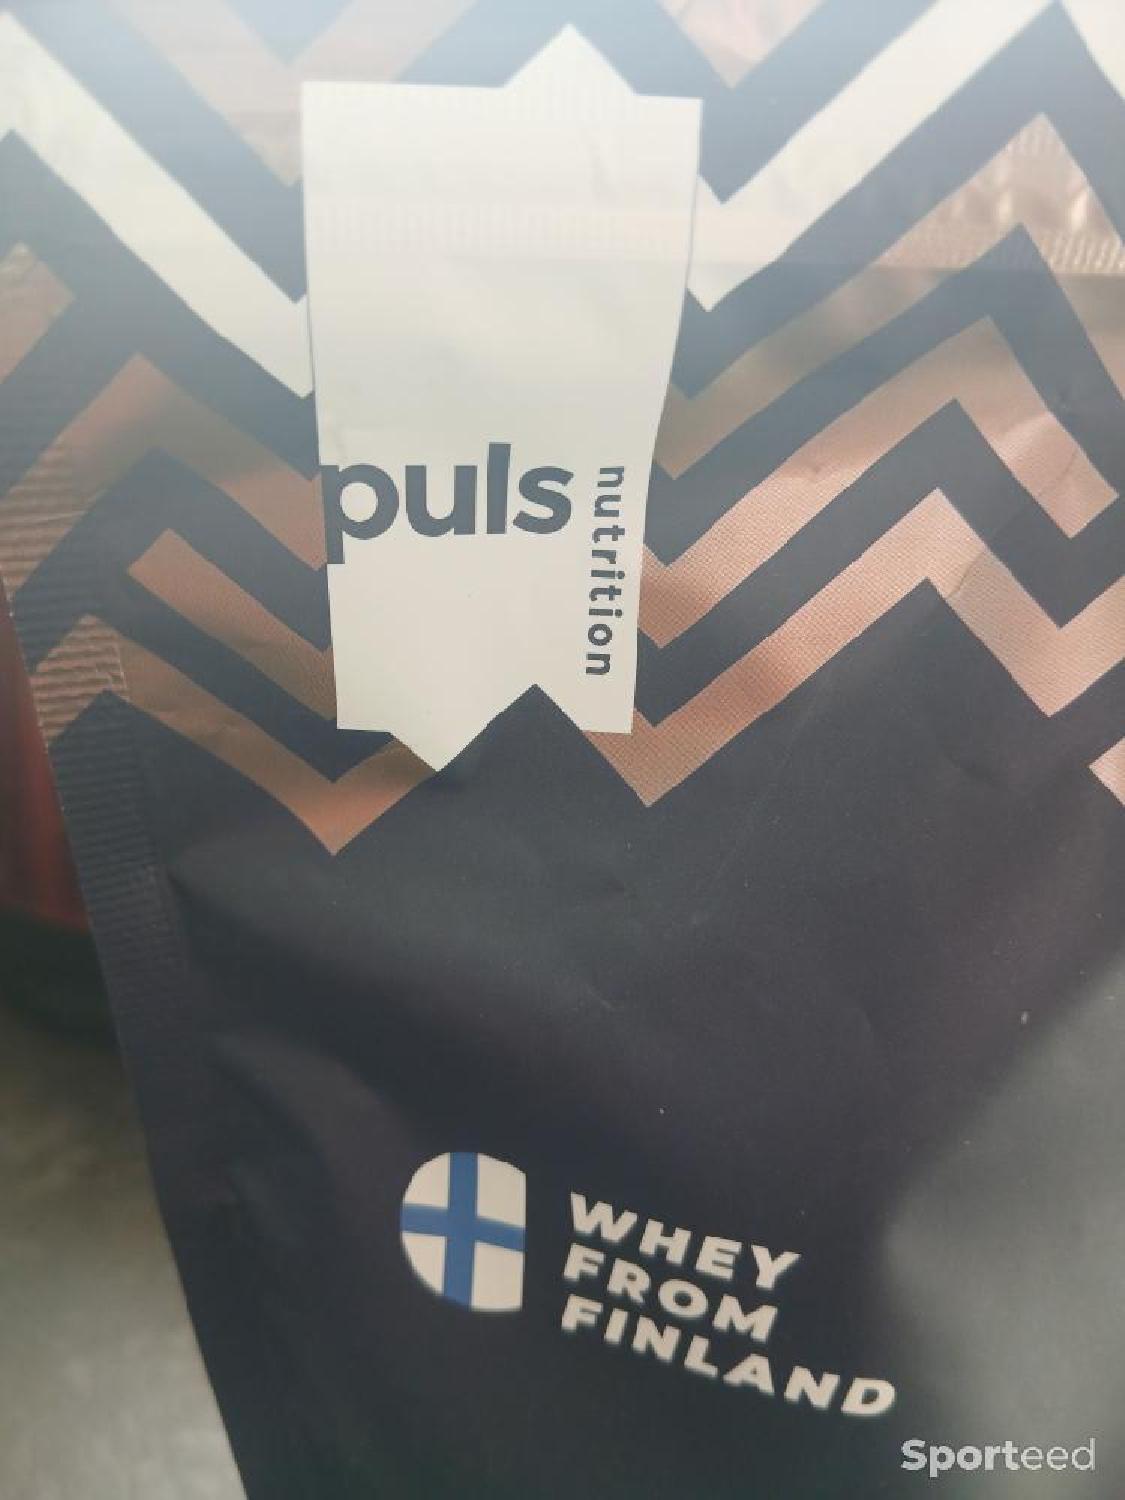 puls
nutrition
WHEY
FROM
FINLAND
Sporteed